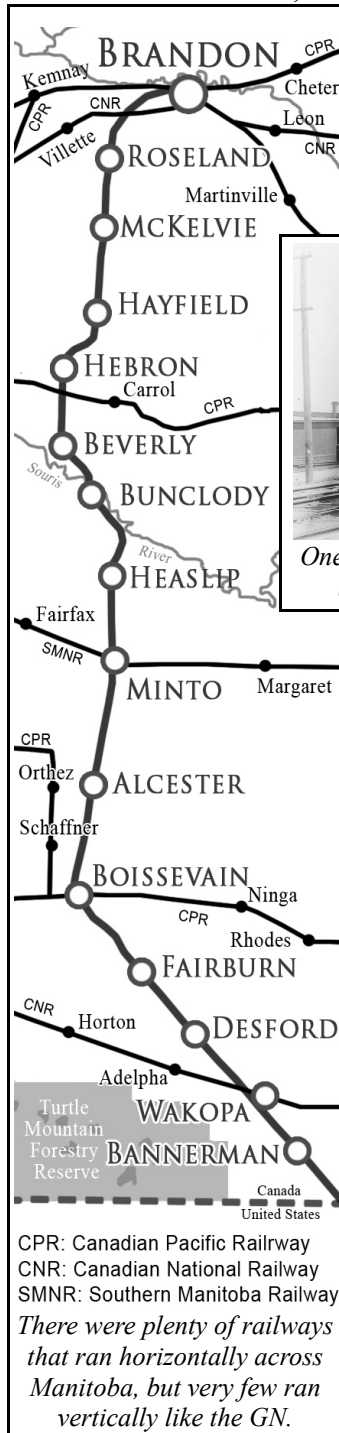 BRANDON
CPR
Kemnay
Cheter
CPR
CNR
Leon
Villette
CNR
ROSELAND
Martinville
MCKELVIE
HAYFIELD
HEBRON
Carrol
CPR
BEVERLY
Souris
BUNCLODY
River
One
HEASLIP
Fairfax
SMNR
MINTO
Margaret
CPR
Orthez
ALCESTER
Schaffner
BOISSEVAIN
Ninga
CPR
Rhodes
FAIRBURN
CNR
Horton
DESFORD
Adelpha
WAKOPA
Turtle
Mountain
Forestry
Reserve
BANNERMAN
Canada
United States
CPR: Canadian Pacific Railrway
CNR: Canadian National Railway
SMNR: Southern Manitoba Railway
There were plenty of railways
that ran horizontally across
Manitoba, but very few ran
vertically like the GN.